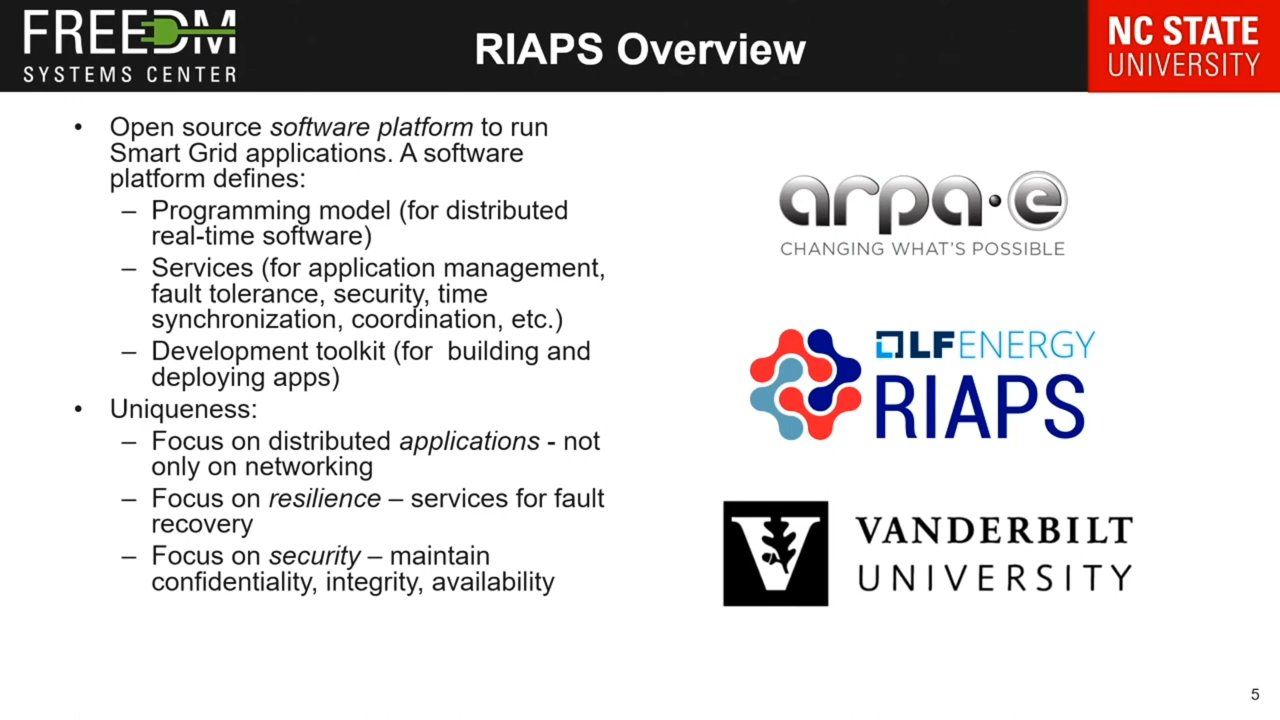 FREEDM
SYSTEMS CENTER
RIAPS Overview
NC STATE
UNIVERSITY
• Open source software platform to run
Smart Grid applications. A software
platform defines:
– Programming model (for distributed
real-time software)
– Services (for application management,
fault tolerance, security, time
synchronization, coordination, etc.)
– Development toolkit (for  building and
deploying apps)
• Uniqueness:
– Focus on distributed applications - not
only on networking
– Focus on resilience – services for fault
recovery
– Focus on security – maintain
confidentiality, integrity, availability
arpa·e
CHANGING WHAT'S POSSIBLE
LFENERGY
RIAPS
V
VANDERBILT
UNIVERSITY
5